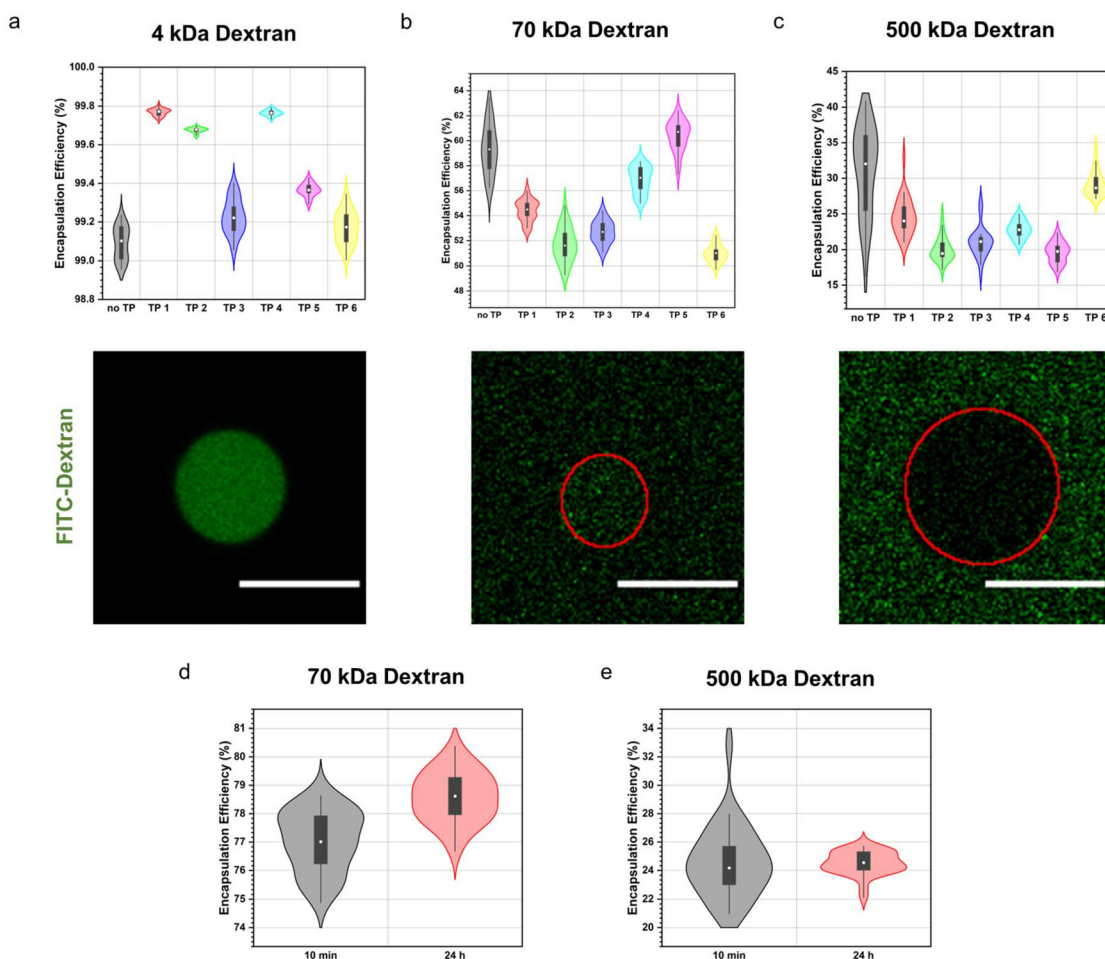 a
4 kDa Dextran
Encapsulation Efficiency (%)
100.0
99.8
99.6
99.4
99.2
99.0
98.8
no TP TP 1 TP 2 TP 3 TP 4 TP 5 TP 6
b
70 kDa Dextran
Encapsulation Efficiency (%)
64
62
60
58
56
54
52
50
48
no TP TP 1 TP 2 TP 3 TP 4 TP 5 TP 6
c
500 kDa Dextran
Encapsulation Efficiency (%)
45
40
35
30
25
20
15
no TP TP 1 TP 2 TP 3 TP 4 TP 5 TP 6
FITC-Dextran
d
70 kDa Dextran
Encapsulation Efficiency (%)
81
80
79
78
77
76
75
74
10 min 24 h
e
500 kDa Dextran
Encapsulation Efficiency (%)
34
32
30
28
26
24
22
20
10 min 24 h